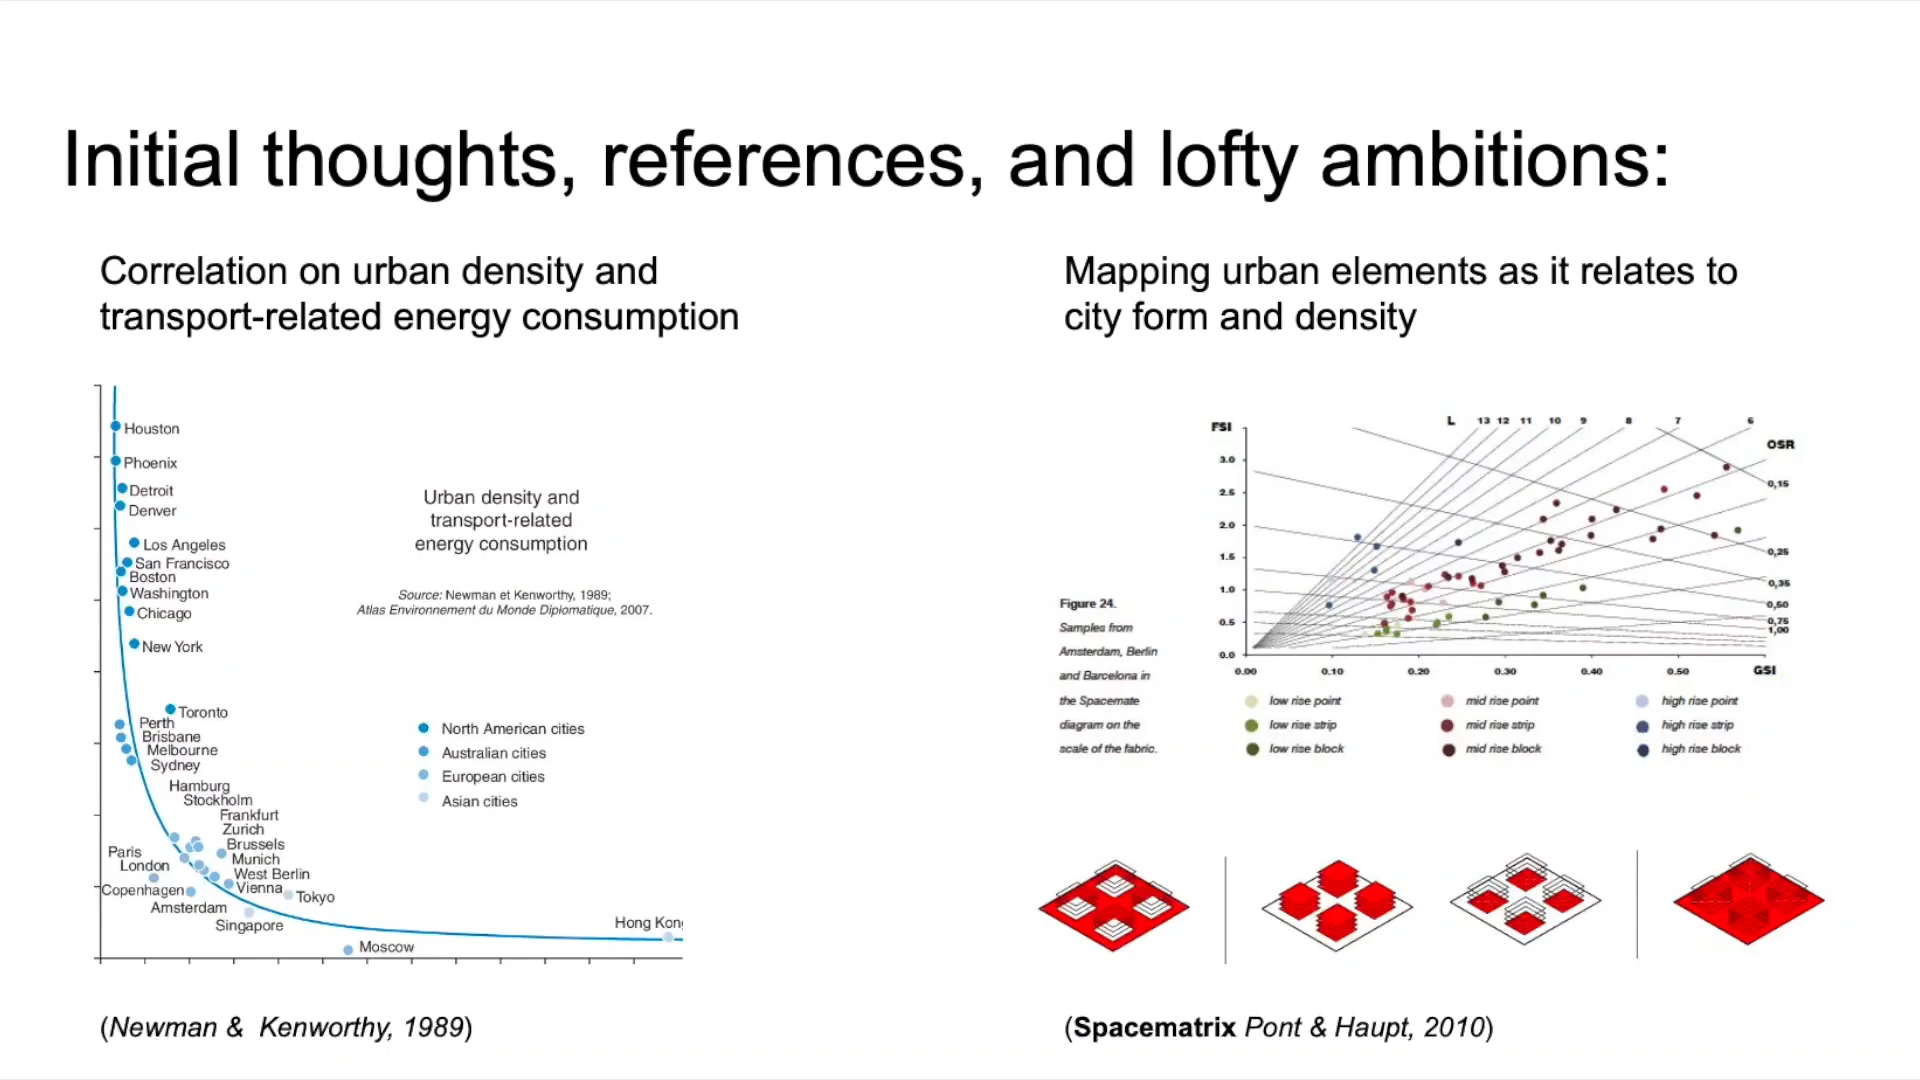 Initial thoughts, references, and lofty ambitions:
Correlation on urban density and
transport-related energy consumption
Houston
Phoenix
Detroit
Denver
Los Angeles
San Francisco
Boston
Washington
Chicago
New York
Toronto
Perth
Brisbane
Melbourne
Sydney
Hamburg
Stockholm
Frankfurt
Zurich
Brussels
Paris
Munich
London
West Berlin
Copenhagen
Vienna
Tokyo
Amsterdam
Singapore
Hong Kong
Moscow
Urban density and
transport-related
energy consumption
Source: Newman et Kenworthy, 1989;
Atlas Environnement du Monde Diplomatique, 2007.
North American cities
Australian cities
European cities
Asian cities
(Newman & Kenworthy, 1989)
Mapping urban elements as it relates to
city form and density
FSI
L 13 12 11 10 9 8 7 6
OSR
3.0
2.5
2.0
1.5
1.0
0.5
0.0
0,15
0,25
0,35
0,50
0,75
1,00
0.00 0.10 0.20 0.30 0.40 0.50 GSI
Figure 24.
Samples from
Amsterdam, Berlin
and Barcelona in
the Spacemate
diagram on the
scale of the fabric.
low rise point
mid rise point
high rise point
low rise strip
mid rise strip
high rise strip
low rise block
mid rise block
high rise block
(Spacematrix Pont & Haupt, 2010)